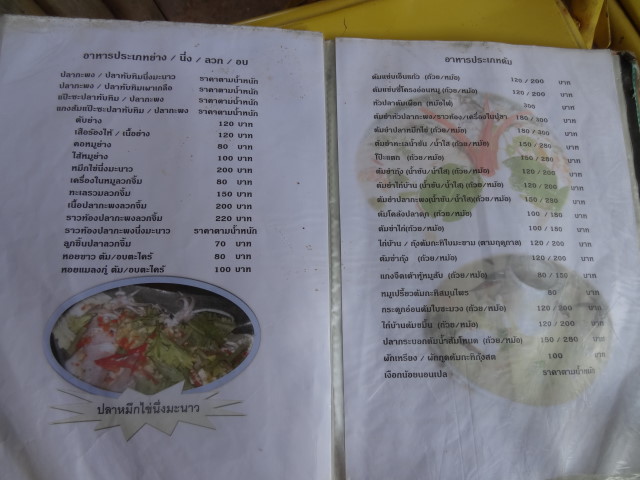 อาหารประเภทย่าง / นึ่ง / ลวก / อบ
ปลากะพง / ปลาทับทิมนึ่งมะนาว ราคาตามน้ำหนัก
ปลากะพง / ปลาทับทิมเผาเกลือ ราคาตามน้ำหนัก
แป๊ะซะปลาทับทิม / ปลากะพง ราคาตามน้ำหนัก
แกงส้มแป๊ะซะปลาทับทิม / ปลากะพง ราคาตามน้ำหนัก
ตับย่าง 120 บาท
เสือร้องไห้ / เนื้อย่าง 120 บาท
คอหมูย่าง 80 บาท
ไส้หมูย่าง 100 บาท
หมึกไข่นึ่งมะนาว 200 บาท
เครื่องในหมูลวกจิ้ม 80 บาท
ทะเลรวมลวกจิ้ม 150 บาท
เนื้อปลากะพงลวกจิ้ม 200 บาท
ราวท้องปลากะพงลวกจิ้ม 220 บาท
ราวท้องปลากะพงนึ่งมะนาว ราคาตามน้ำหนัก
ลูกชิ้นปลาลวกจิ้ม 70 บาท
หอยขาว ต้ม/อบตะไคร้ 80 บาท
หอยแมลงภู่ ต้ม/อบตะไคร้ 100 บาท
ปลาหมึกไข่นึ่งมะนาว
อาหารประเภทต้ม
ต้มแซ่บเอ็นแก้ว (ถ้วย/หม้อ) 120 / 200 บาท
ต้มแซ่บซี่โครงอ่อนหมู (ถ้วย/หม้อ) 120 / 200 บาท
หัวปลาต้มเผือก (หม้อไฟ) 300 บาท
ต้มยำหัวปลากะพง/ราวท้อง/เครื่องในปลา 180 / 300 บาท
ต้มยำปลาหมึกไข่ (ถ้วย/หม้อ) 150 / 280 บาท
ต้มยำทะเลน้ำข้น /น้ำใส (ถ้วย/หม้อ) 150 / 280 บาท
โป๊ะแตก (ถ้วย/หม้อ) 150 / 280 บาท
ต้มยำกุ้ง (น้ำข้น/น้ำใส) (ถ้วย/หม้อ) 120 / 200 บาท
ต้มยำไก่บ้าน (น้ำข้น/น้ำใส) (ถ้วย/หม้อ) 120 / 200 บาท
ต้มยำปลากะพง(น้ำข้น/น้ำใส)(ถ้วย/หม้อ) 150 / 280 บาท
ต้มโคล้งปลาดุก (ถ้วย/หม้อ) 100 / 180 บาท
ต้มข่าไก่ (ถ้วย/หม้อ) 100 / 180 บาท
ไก่บ้าน / กุ้งต้มกะทิใบมะขาม (ตามฤดูกาล) 120 / 200 บาท
ต้มข่ากุ้ง (ถ้วย/หม้อ) 120 / 200 บาท
แกงจืดเต้าหู้หมูสับ (ถ้วย/หม้อ) 80 / 150 บาท
หมูเปรี้ยวต้มกะทิสมุนไพร 80 บาท
กระดูกอ่อนต้มใบชะมวง (ถ้วย/หม้อ) 120 / 200 บาท
ไก่บ้านต้มขมิ้น (ถ้วย/หม้อ) 120 / 200 บาท
ปลากระบอกต้มน้ำส้มโหนด (ถ้วย/หม้อ) 150 / 280 บาท
ผักเหรียง / ผักกูดต้มกะทิกุ้งสด 100 บาท
เงือกน้อยนอนเปล ราคาตามน้ำหนัก